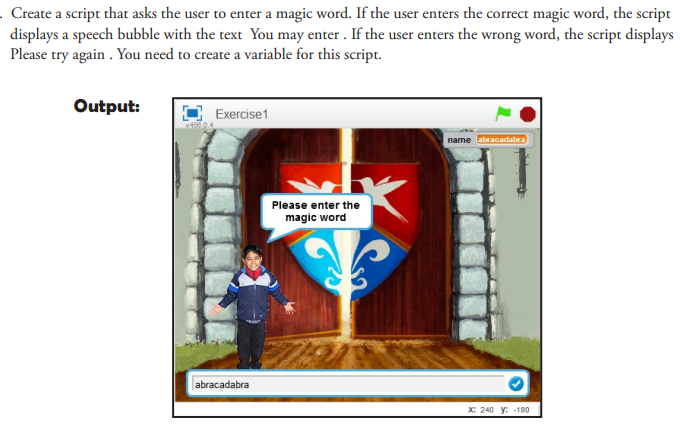 . Create a script that asks the user to enter a magic word. If the user enters the correct magic word, the script
displays a speech bubble with the text You may enter . If the user enters the wrong word, the script displays
Please try again . You need to create a variable for this script.
Output:
Exercise1
v456.0.4
name abracadabra
Please enter the
magic word
abracadabra
X: 240 y: -180